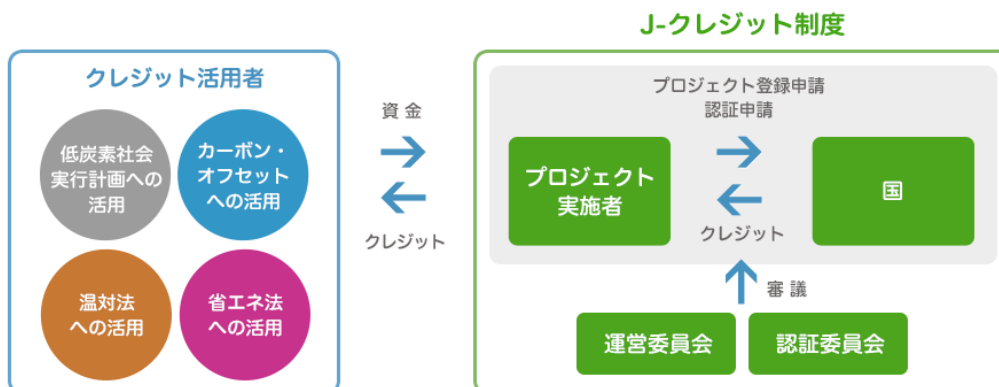 J-クレジット制度
クレジット活用者
低炭素社会
実行計画への
活用
カーボン・
オフセット
への活用
温対法
への活用
省エネ法
への活用
資金
クレジット
プロジェクト登録申請
認証申請
プロジェクト
実施者
国
クレジット
審議
運営委員会
認証委員会